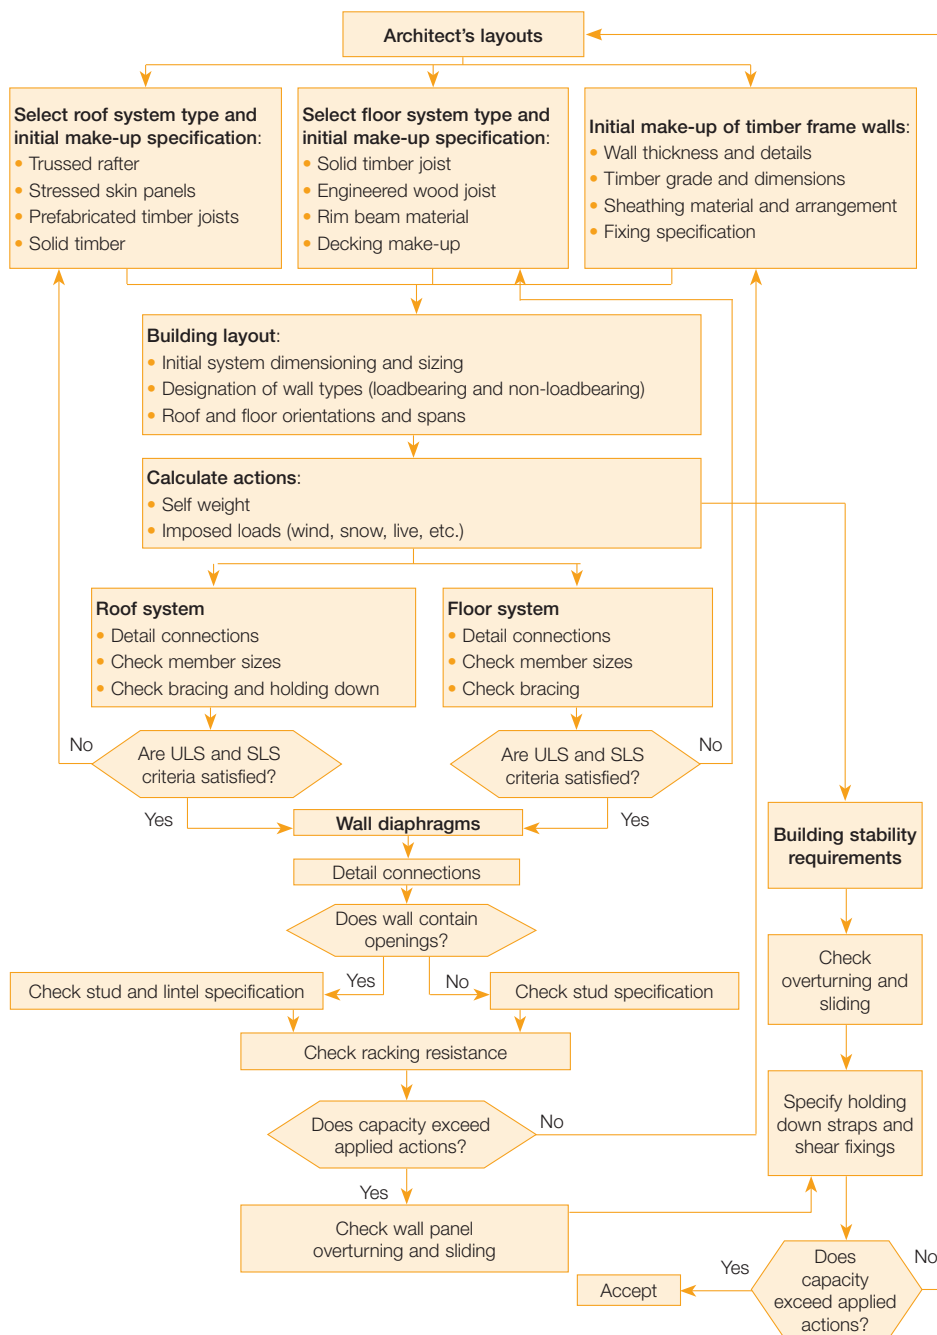 Architect's layouts
Select roof system type and
initial make-up specification:
• Trussed rafter
• Stressed skin panels
• Prefabricated timber joists
• Solid timber
Select floor system type and
initial make-up specification:
• Solid timber joist
• Engineered wood joist
• Rim beam material
• Decking make-up
Initial make-up of timber frame walls:
• Wall thickness and details
• Timber grade and dimensions
• Sheathing material and arrangement
• Fixing specification
Building layout:
• Initial system dimensioning and sizing
• Designation of wall types (loadbearing and non-loadbearing)
• Roof and floor orientations and spans
Calculate actions:
• Self weight
• Imposed loads (wind, snow, live, etc.)
Roof system
• Detail connections
• Check member sizes
• Check bracing and holding down
Floor system
• Detail connections
• Check member sizes
• Check bracing
No
Are ULS and SLS
criteria satisfied?
Are ULS and SLS
criteria satisfied?
No
Yes
Wall diaphragms
Yes
Building stability
requirements
Detail connections
Does wall contain
openings?
Yes
No
Check stud and lintel specification
Check stud specification
Check
overturning and
sliding
Check racking resistance
Does capacity exceed
applied actions?
No
Specify holding
down straps and
shear fixings
Yes
Check wall panel
overturning and sliding
Accept
Yes
Does
capacity
exceed applied
actions?
No